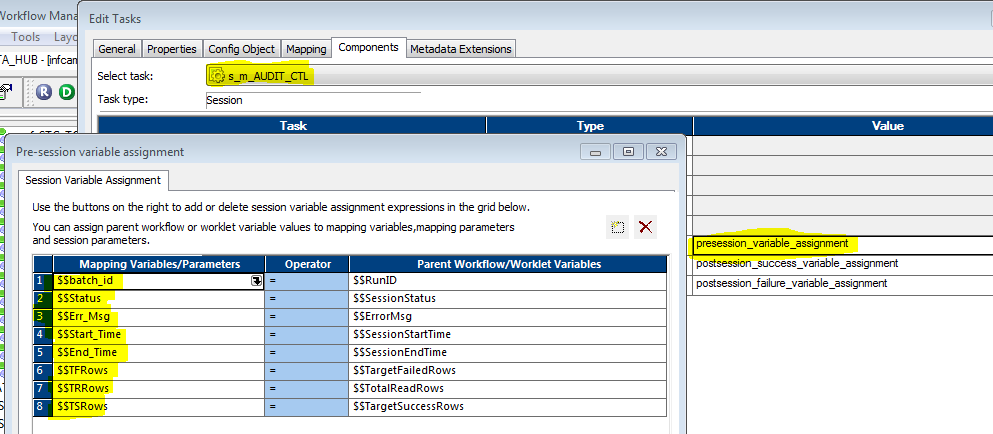 Workflow Mana
Edit Tasks
Tools Layo
TA_HUB - [infcam
General Properties Config Object Mapping Components Metadata Extensions
Select task: s_m_AUDIT_CTL
R D
Task type: Session
Task Type Value
Pre-session variable assignment
Session Variable Assignment
Use the buttons on the right to add or delete session variable assignment expressions in the grid below.
You can assign parent workflow or worklet variable values to mapping variables,mapping parameters
and session parameters.
presession_variable_assignment
postsession_success_variable_assignment
postsession_failure_variable_assignment
Mapping Variables/Parameters Operator Parent Workflow/Worklet Variables
1 $$batch_id = $$RunID
2 $$Status = $$SessionStatus
3 $$Err_Msg = $$ErrorMsg
4 $$Start_Time = $$SessionStartTime
5 $$End_Time = $$SessionEndTime
6 $$TFRows = $$TargetFailedRows
7 $$TRRows = $$TotalReadRows
8 $$TSRows = $$TargetSuccessRows